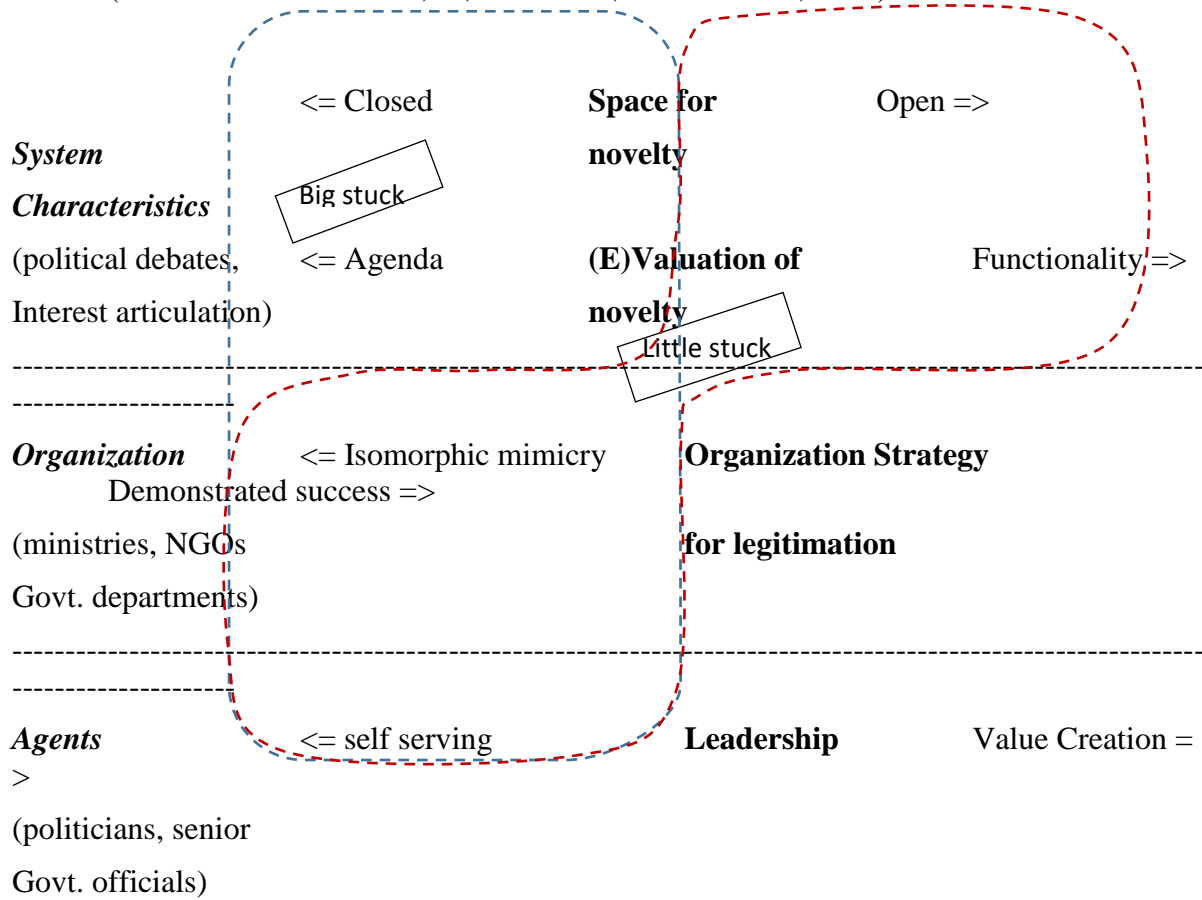 <= Closed Space for Open =>
System novelty
Big stuck
Characteristics
(political debates, <= Agenda (E)Valuation of Functionality =>
Interest articulation) novelty
Little stuck
Organization <= Isomorphic mimicry Organization Strategy
Demonstrated success =>
(ministries, NGOs for legitimation
Govt. departments)
Agents <= self serving Leadership Value Creation =
>
(politicians, senior
Govt. officials)